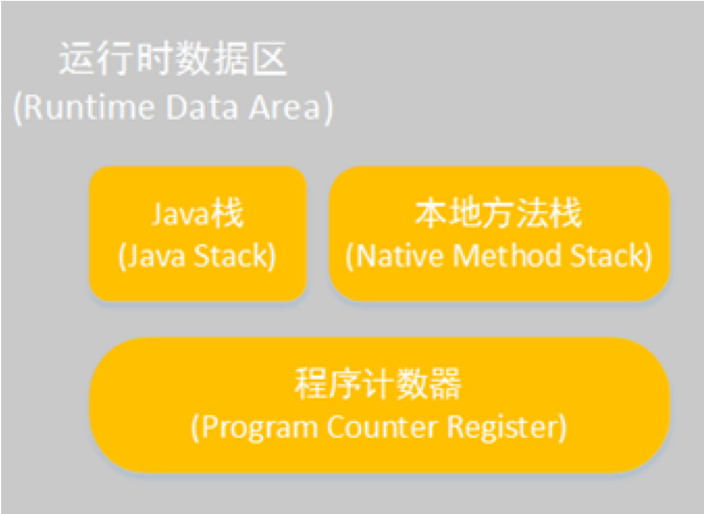 运行时数据区
(Runtime Data Area)
Java栈
(Java Stack)
本地方法栈
(Native Method Stack)
程序计数器
(Program Counter Register)